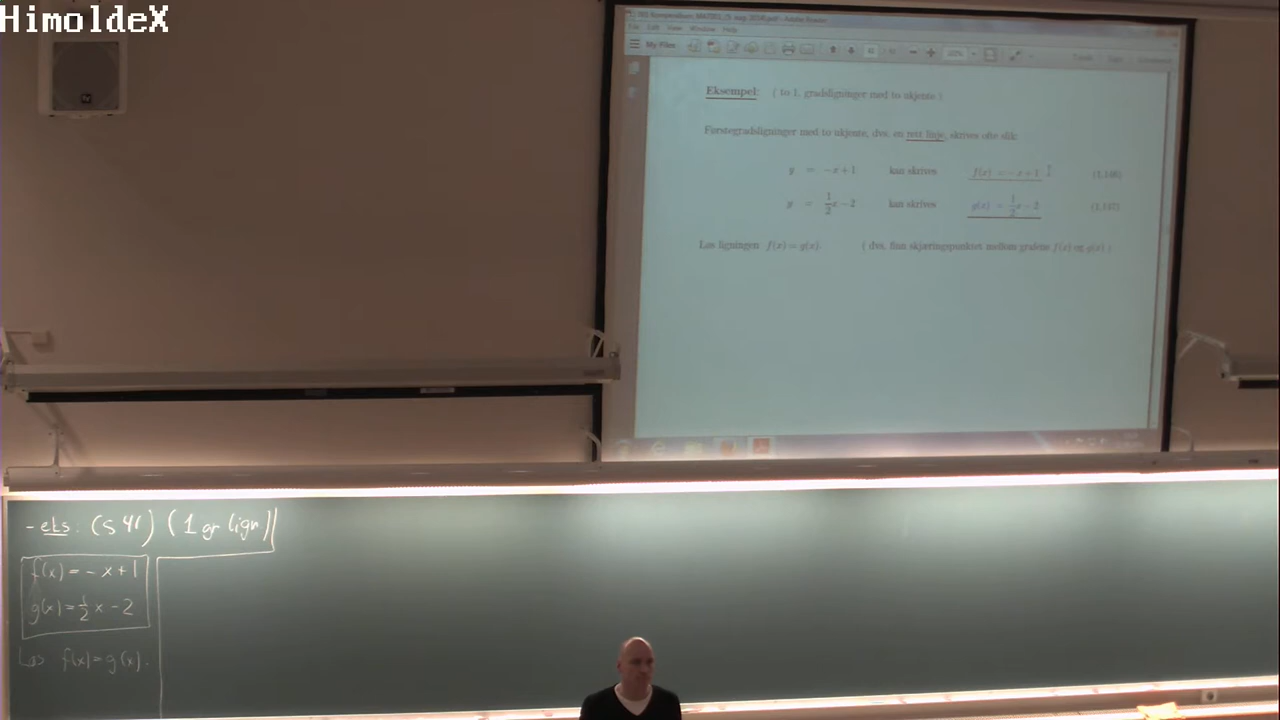 HimoldeX
My Files
Eksempel: ( to 1. gradsligninger med to ukjente )
Førstegradsligninger med to ukjente, dvs. en rett linje, skrives ofte slik:
y = -x + 1 kan skrives f(x) = -x + 1 (1.146)
y = 1/2 x - 2 kan skrives g(x) = 1/2 x - 2 (1.147)
Løs ligningen f(x) = g(x). ( dvs. finn skjæringspunktet mellom grafene f(x) og g(x) )
- eks: (s 41) (1 gr lign)
f(x) = - x + 1
g(x) = 1/2 x - 2
Løs f(x) = g(x).